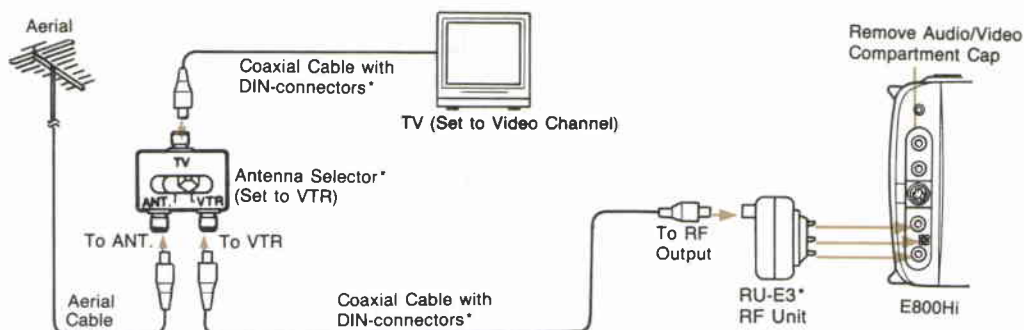 Aerial
Coaxial Cable with
DIN-connectors*
TV (Set to Video Channel)
Remove Audio/Video
Compartment Cap
TV
ANT.
VTR
Antenna Selector*
(Set to VTR)
To ANT.
To VTR
To RF
Output
Aerial
Cable
Coaxial Cable with
DIN-connectors*
RU-E3*
RF Unit
E800Hi